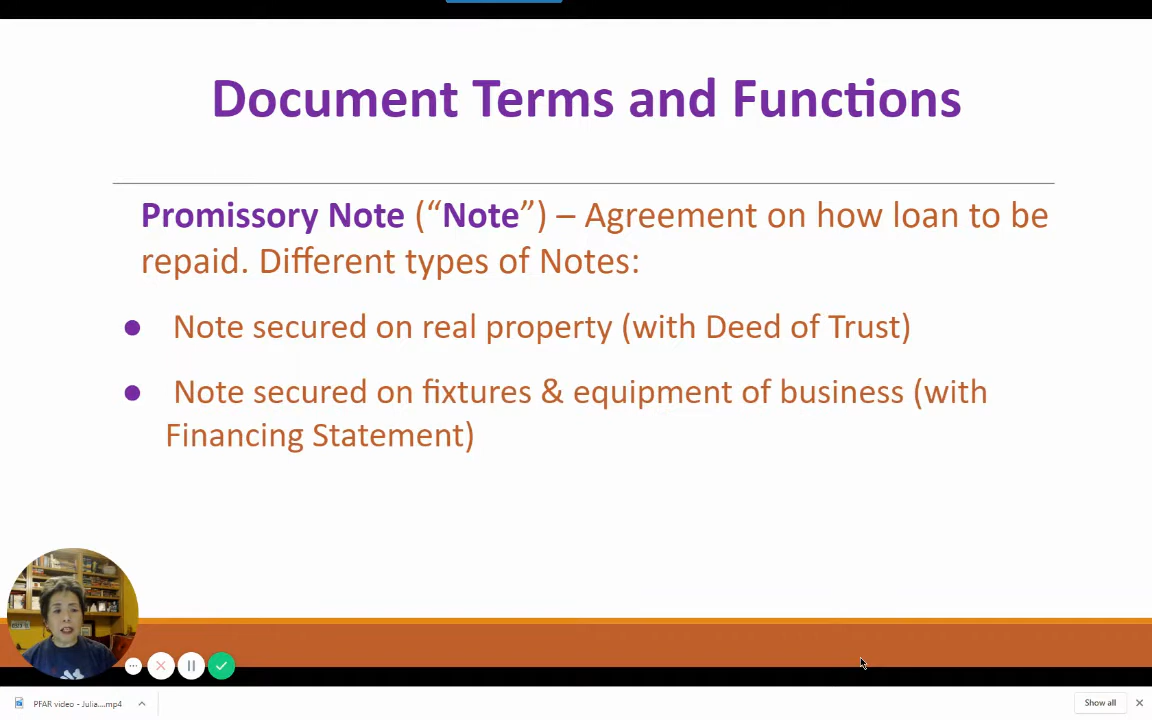 Document Terms and Functions
Promissory Note (“Note”) – Agreement on how loan to be
repaid. Different types of Notes:
● Note secured on real property (with Deed of Trust)
● Note secured on fixtures & equipment of business (with
Financing Statement)
PFAR video - Julia....mp4
Show all